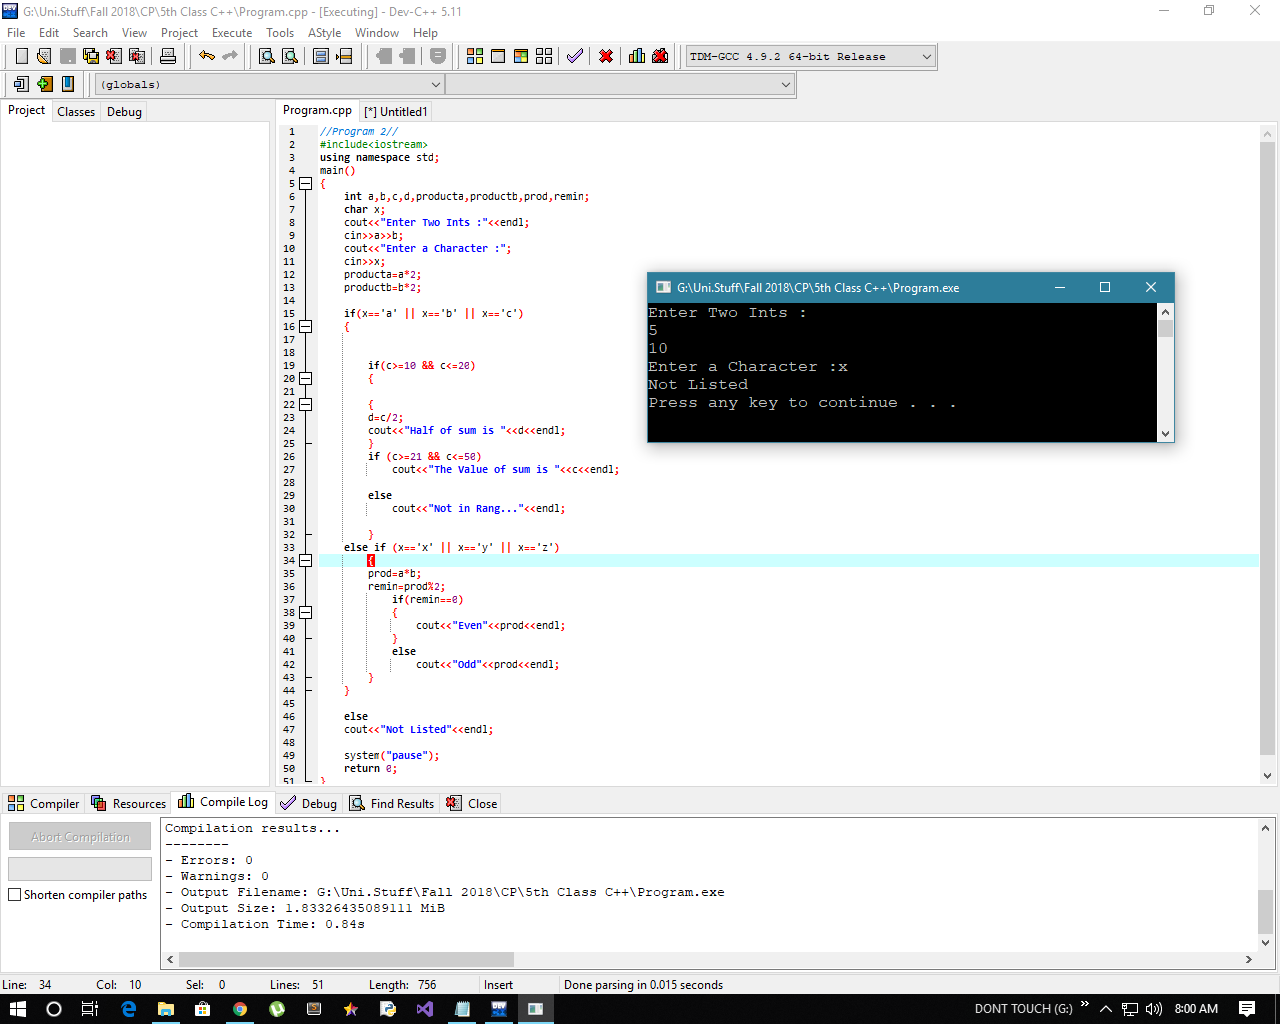 G:\Uni.Stuff\Fall 2018\CP\5th Class C++\Program.cpp - [Executing] - Dev-C++ 5.11
File Edit Search View Project Execute Tools AStyle Window Help
TDM-GCC 4.9.2 64-bit Release
(globals)
Project Classes Debug
Program.cpp [*] Untitled1
1 //Program 2//
2 #include<iostream>
3 using namespace std;
4 main()
5 {
6 int a,b,c,d,producta,productb,prod,remin;
7 char x;
8 cout<<"Enter Two Ints :"<<endl;
9 cin>>a>>b;
10 cout<<"Enter a Character :";
11 cin>>x;
12 producta=a*2;
13 productb=b*2;
14
15 if(x=='a' || x=='b' || x=='c')
16 {
17
18
19 if(c>=10 && c<=20)
20 {
21
22 {
23 d=c/2;
24 cout<<"Half of sum is "<<d<<endl;
25 }
26 if (c>=21 && c<=50)
27 cout<<"The Value of sum is "<<c<<endl;
28
29 else
30 cout<<"Not in Rang..."<<endl;
31
32 }
33 else if (x=='x' || x=='y' || x=='z')
34 {
35 prod=a*b;
36 remin=prod%2;
37 if(remin==0)
38 {
39 cout<<"Even"<<prod<<endl;
40 }
41 else
42 cout<<"Odd"<<prod<<endl;
43 }
44 }
45
46 else
47 cout<<"Not Listed"<<endl;
48
49 system("pause");
50 return 0;
51 }
G:\Uni.Stuff\Fall 2018\CP\5th Class C++\Program.exe
Enter Two Ints :
5
10
Enter a Character :x
Not Listed
Press any key to continue . . .
Compiler Resources Compile Log Debug Find Results Close
Abort Compilation
Shorten compiler paths
Compilation results...
--------
- Errors: 0
- Warnings: 0
- Output Filename: G:\Uni.Stuff\Fall 2018\CP\5th Class C++\Program.exe
- Output Size: 1.83326435089111 MiB
- Compilation Time: 0.84s
Line: 34 Col: 10 Sel: 0 Lines: 51 Length: 756 Insert Done parsing in 0.015 seconds
DONT TOUCH (G:) 8:00 AM